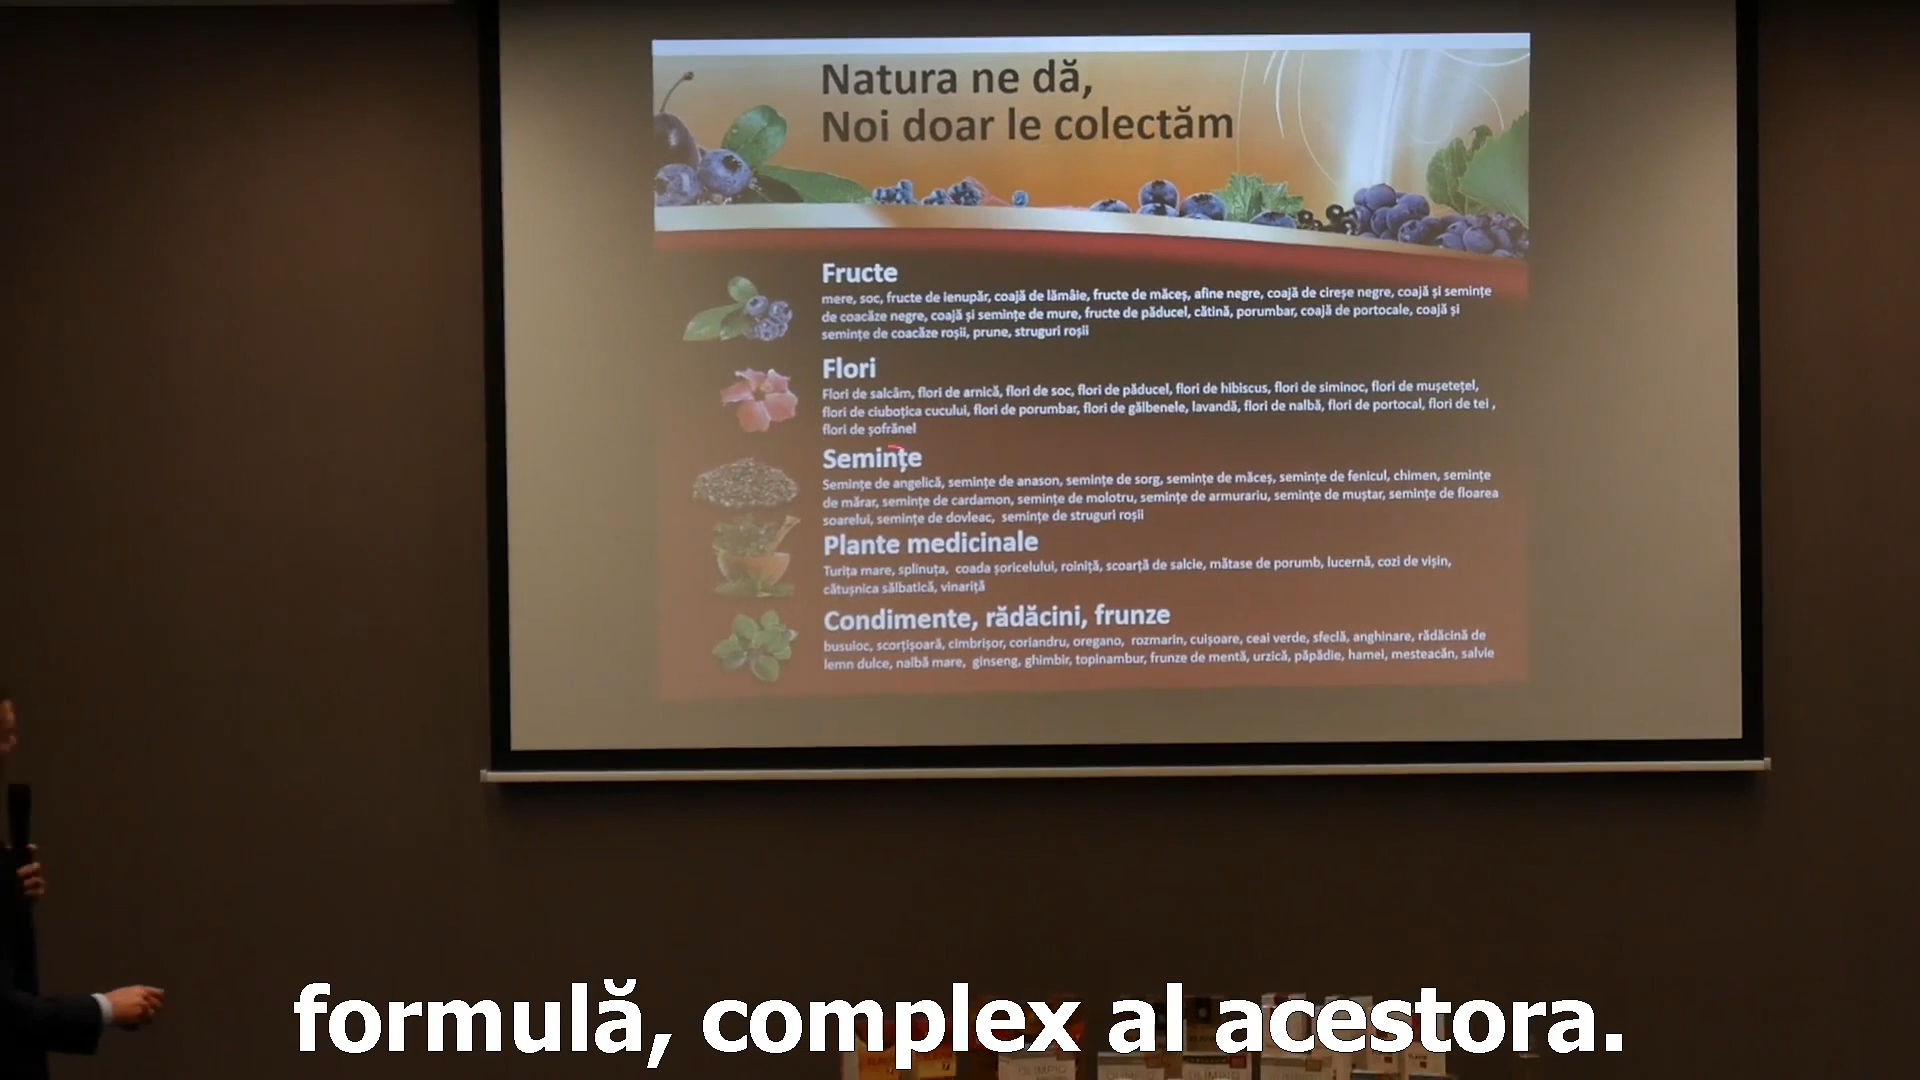 Natura ne dă,
Noi doar le colectăm
Fructe
mere, soc, fructe de ienupăr, coajă de lămâie, fructe de măceș, afine negre, coajă de cireșe negre, coajă și semințe
de coacăze negre, coajă și semințe de mure, fructe de păducel, cătină, porumbar, coajă de portocale, coajă și
semințe de coacăze roșii, prune, struguri roșii
Flori
Flori de salcâm, flori de arnică, flori de soc, flori de păducel, flori de hibiscus, flori de siminoc, flori de mușetețel,
flori de ciuboțica cucului, flori de porumbar, flori de gălbenele, lavandă, flori de nalbă, flori de portocal, flori de tei ,
flori de șofrănel
Semințe
Semințe de angelică, semințe de anason, semințe de sorg, semințe de măceș, semințe de fenicul, chimen, semințe
de mărar, semințe de cardamon, semințe de molotru, semințe de armurariu, semințe de muștar, semințe de floarea
soarelui, semințe de dovleac, semințe de struguri roșii
Plante medicinale
Turița mare, splinuța, coada șoricelului, roiniță, scoarță de salcie, mătase de porumb, lucernă, cozi de vișin,
cătușnica sălbatică, vinariță
Condimente, rădăcini, frunze
busuioc, scorțișoară, cimbrișor, coriandru, oregano, rozmarin, cuișoare, ceai verde, sfeclă, anghinare, rădăcină de
lemn dulce, nalbă mare, ginseng, ghimbir, topinambur, frunze de mentă, urzică, păpădie, hamei, mesteacăn, salvie
formulă, complex al acestora.